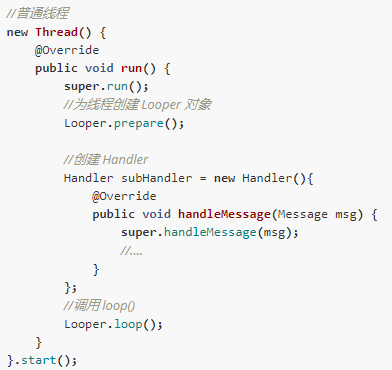 //普通线程
new Thread() {
    @Override
    public void run() {
        super.run();
        //为线程创建 Looper 对象
        Looper.prepare();

        //创建 Handler
        Handler subHandler = new Handler(){
            @Override
            public void handleMessage(Message msg) {
                super.handleMessage(msg);
                //....
            }
        };
        //调用 loop()
        Looper.loop();
    }
}.start();